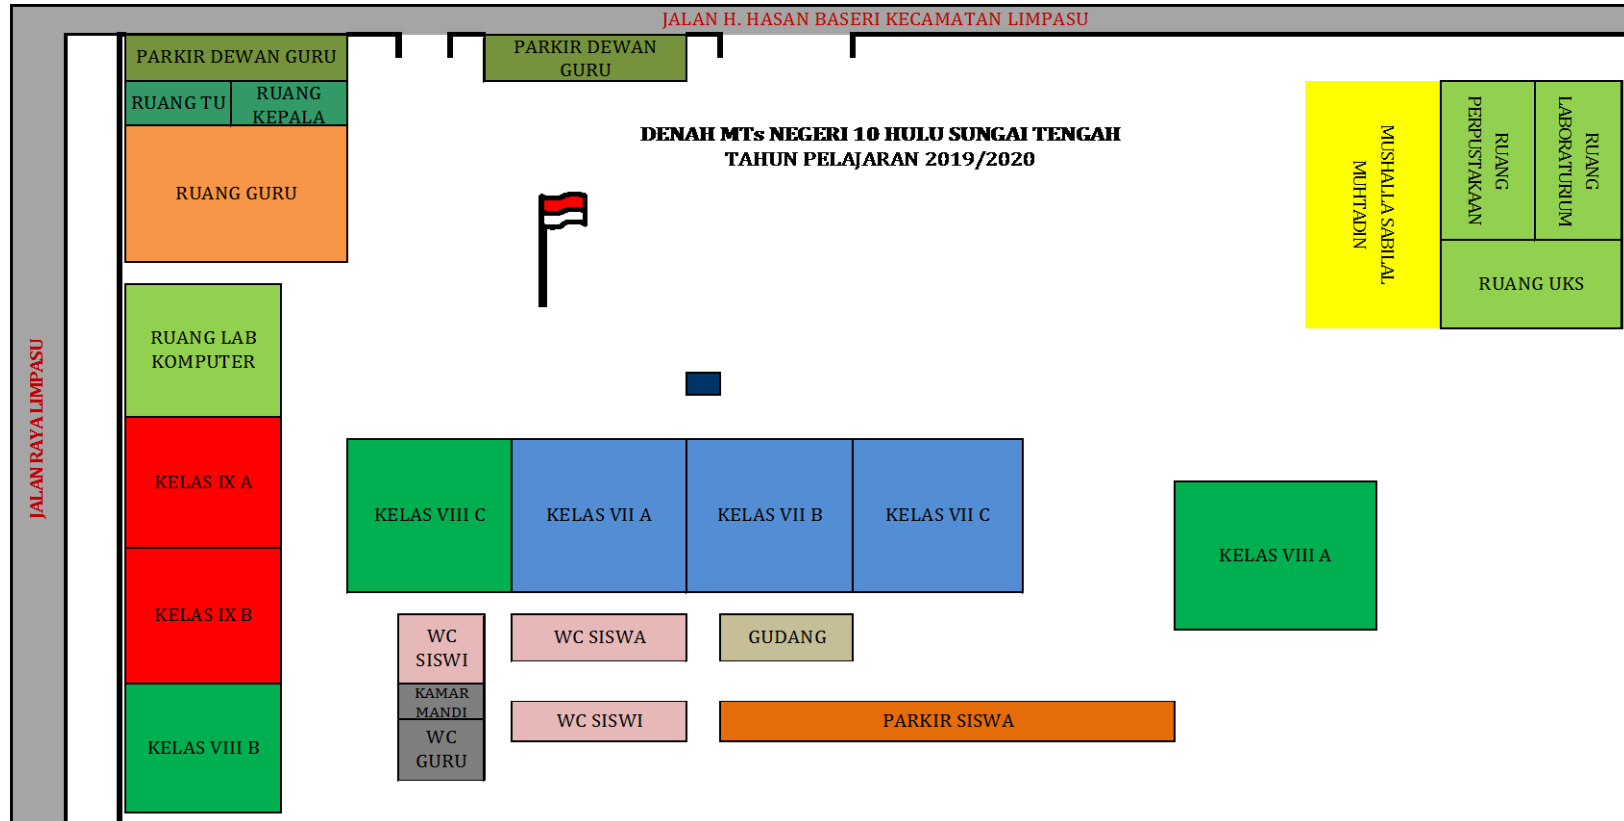 JALAN H. HASAN BASERI KECAMATAN LIMPASU
PARKIR DEWAN GURU
PARKIR DEWAN
GURU
RUANG TU
RUANG
KEPALA
RUANG GURU
DENAH MTs NEGERI 10 HULU SUNGAI TENGAH
TAHUN PELAJARAN 2019/2020
MUSHALLA SABILAL
MUHTADIN
RUANG
PERPUSTAKAAN
RUANG
LABORATURIUM
RUANG UKS
RUANG LAB
KOMPUTER
JALAN RAYA LIMPASU
KELAS IX A
KELAS VIII C
KELAS VII A
KELAS VII B
KELAS VII C
KELAS VIII A
KELAS IX B
WC
SISWI
WC SISWA
GUDANG
KAMAR
MANDI
WC
GURU
WC SISWI
PARKIR SISWA
KELAS VIII B